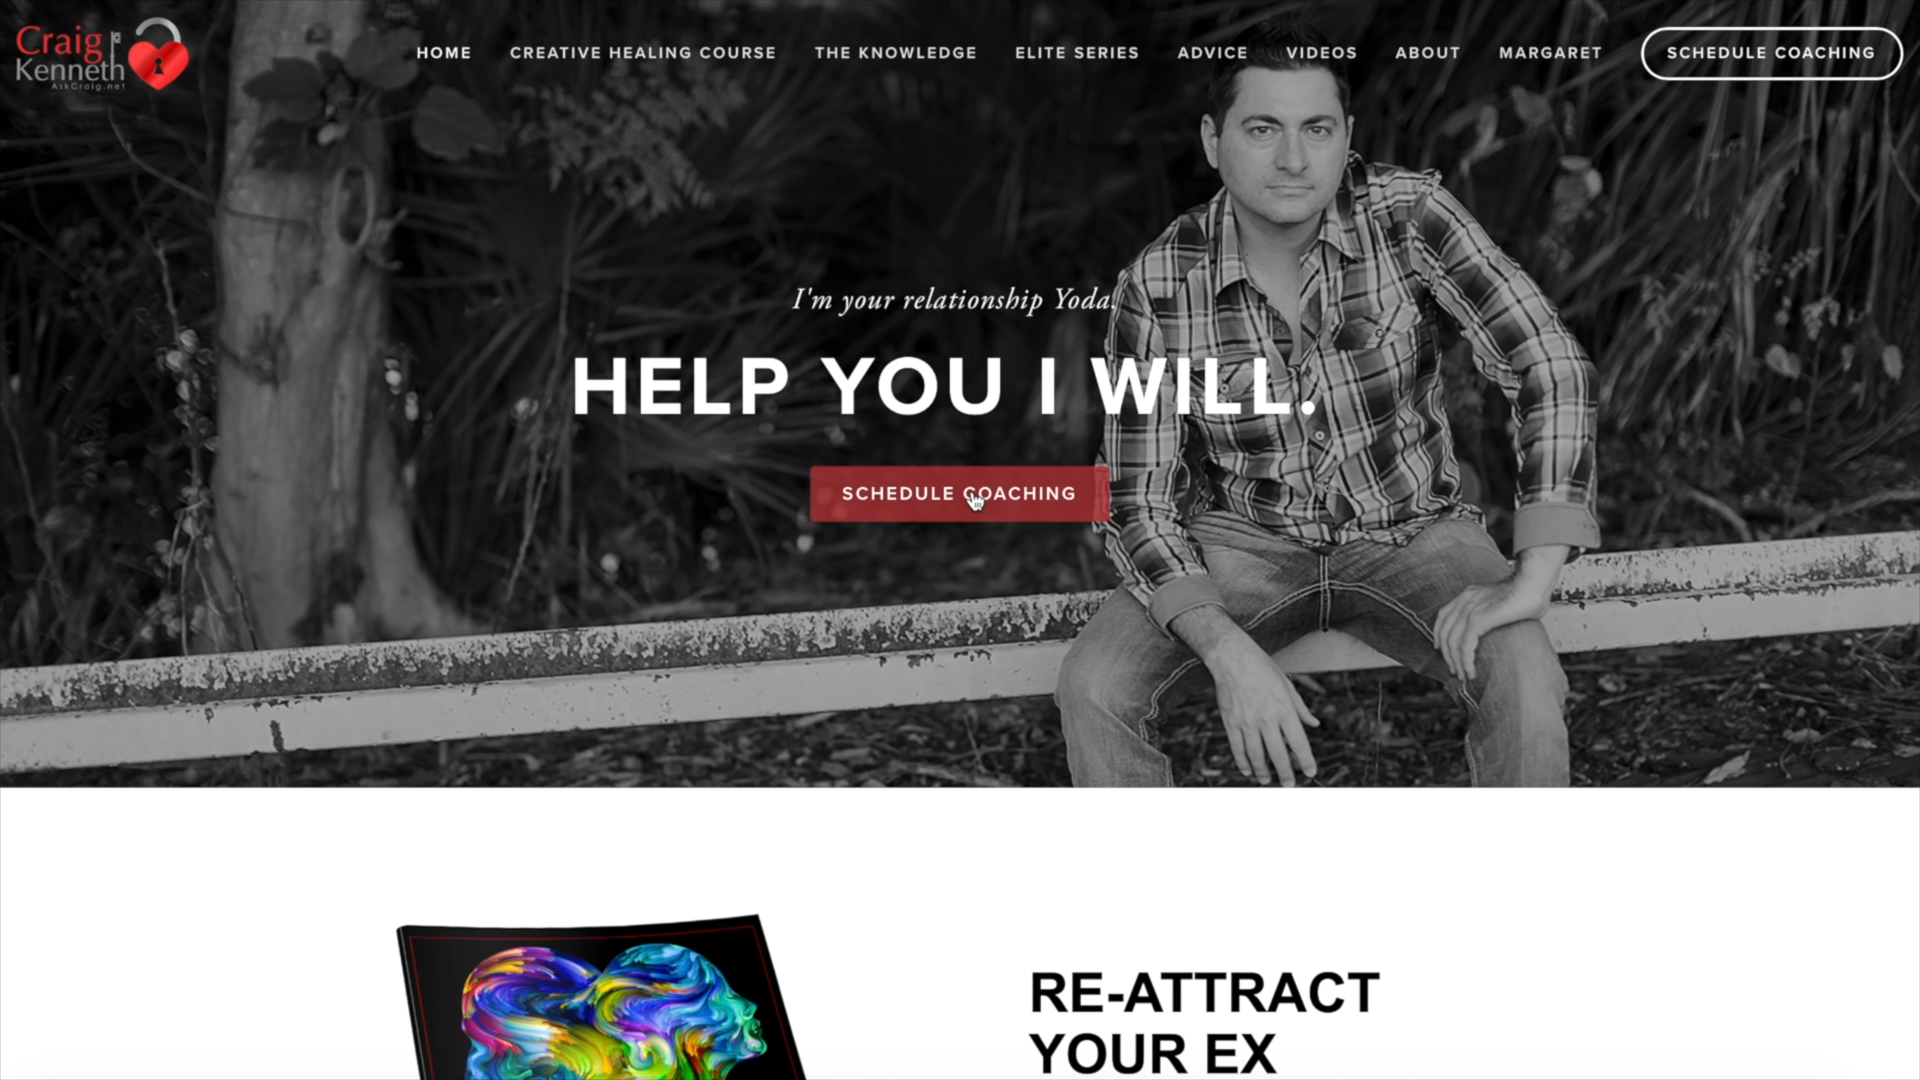 Craig
Kenneth
AskCraig.net
HOME
CREATIVE HEALING COURSE
THE KNOWLEDGE
ELITE SERIES
ADVICE
VIDEOS
ABOUT
MARGARET
SCHEDULE COACHING
I'm your relationship Yoda.
HELP YOU I WILL.
SCHEDULE COACHING
RE-ATTRACT
YOUR EX